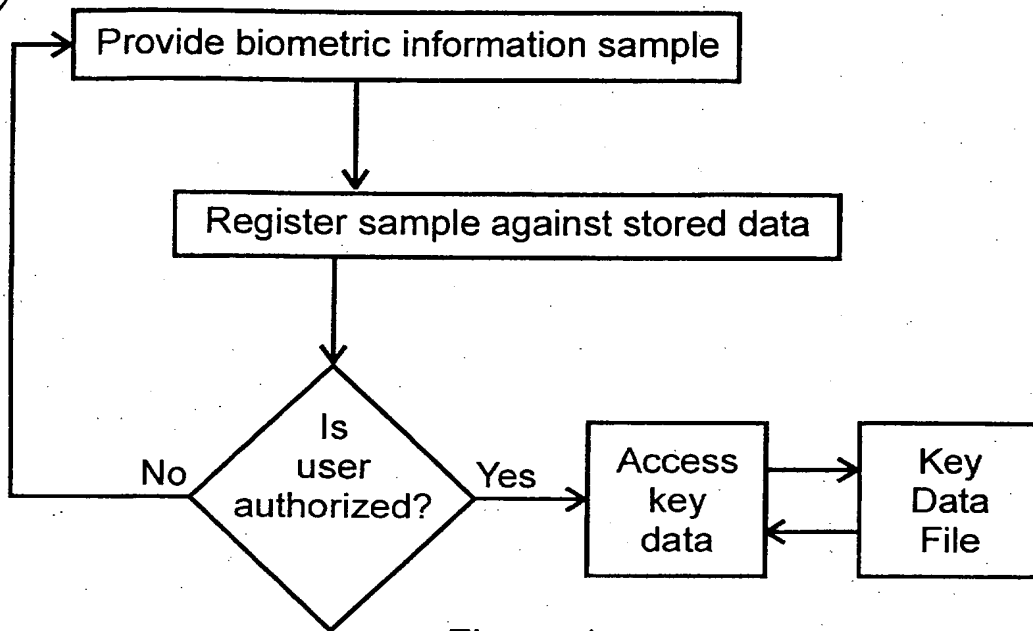 Provide biometric information sample
Register sample against stored data
Is
user
authorized?
No
Yes
Access
key
data
Key
Data
File